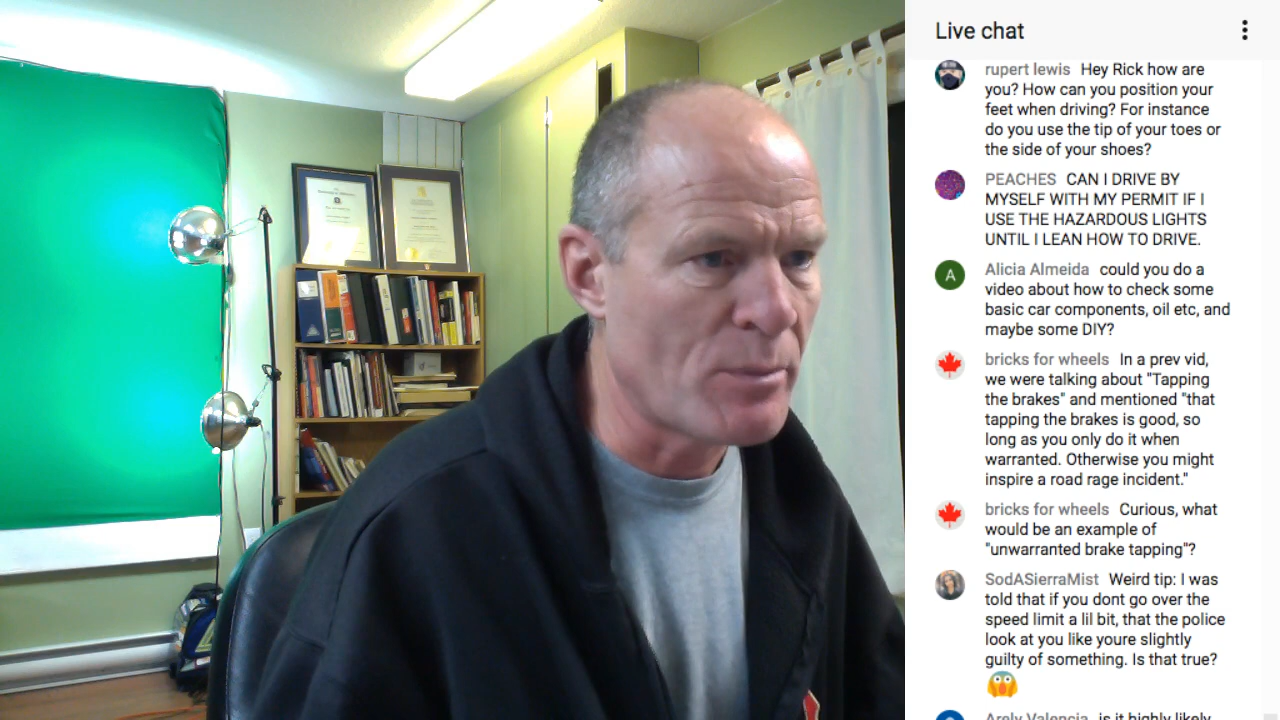 Live chat
rupert lewis Hey Rick how are
you? How can you position your
feet when driving? For instance
do you use the tip of your toes or
the side of your shoes?
PEACHES CAN I DRIVE BY
MYSELF WITH MY PERMIT IF I
USE THE HAZARDOUS LIGHTS
UNTIL I LEAN HOW TO DRIVE.
A
Alicia Almeida could you do a
video about how to check some
basic car components, oil etc, and
maybe some DIY?
bricks for wheels In a prev vid,
we were talking about "Tapping
the brakes" and mentioned "that
tapping the brakes is good, so
long as you only do it when
warranted. Otherwise you might
inspire a road rage incident."
bricks for wheels Curious, what
would be an example of
"unwarranted brake tapping"?
SodASierraMist Weird tip: I was
told that if you dont go over the
speed limit a lil bit, that the police
look at you like youre slightly
guilty of something. Is that true?
Arely Valencia is it highly likely